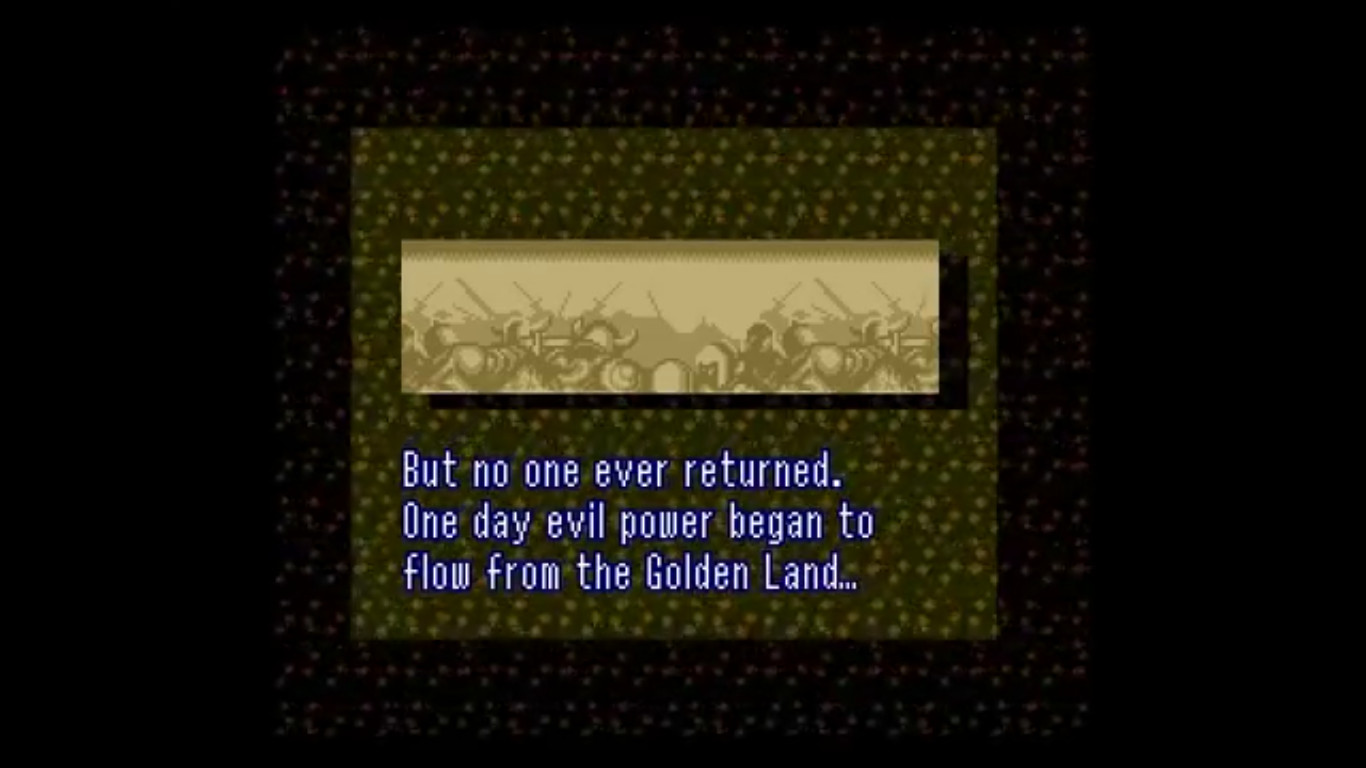 But no one ever returned.
One day evil power began to
flow from the Golden Land…